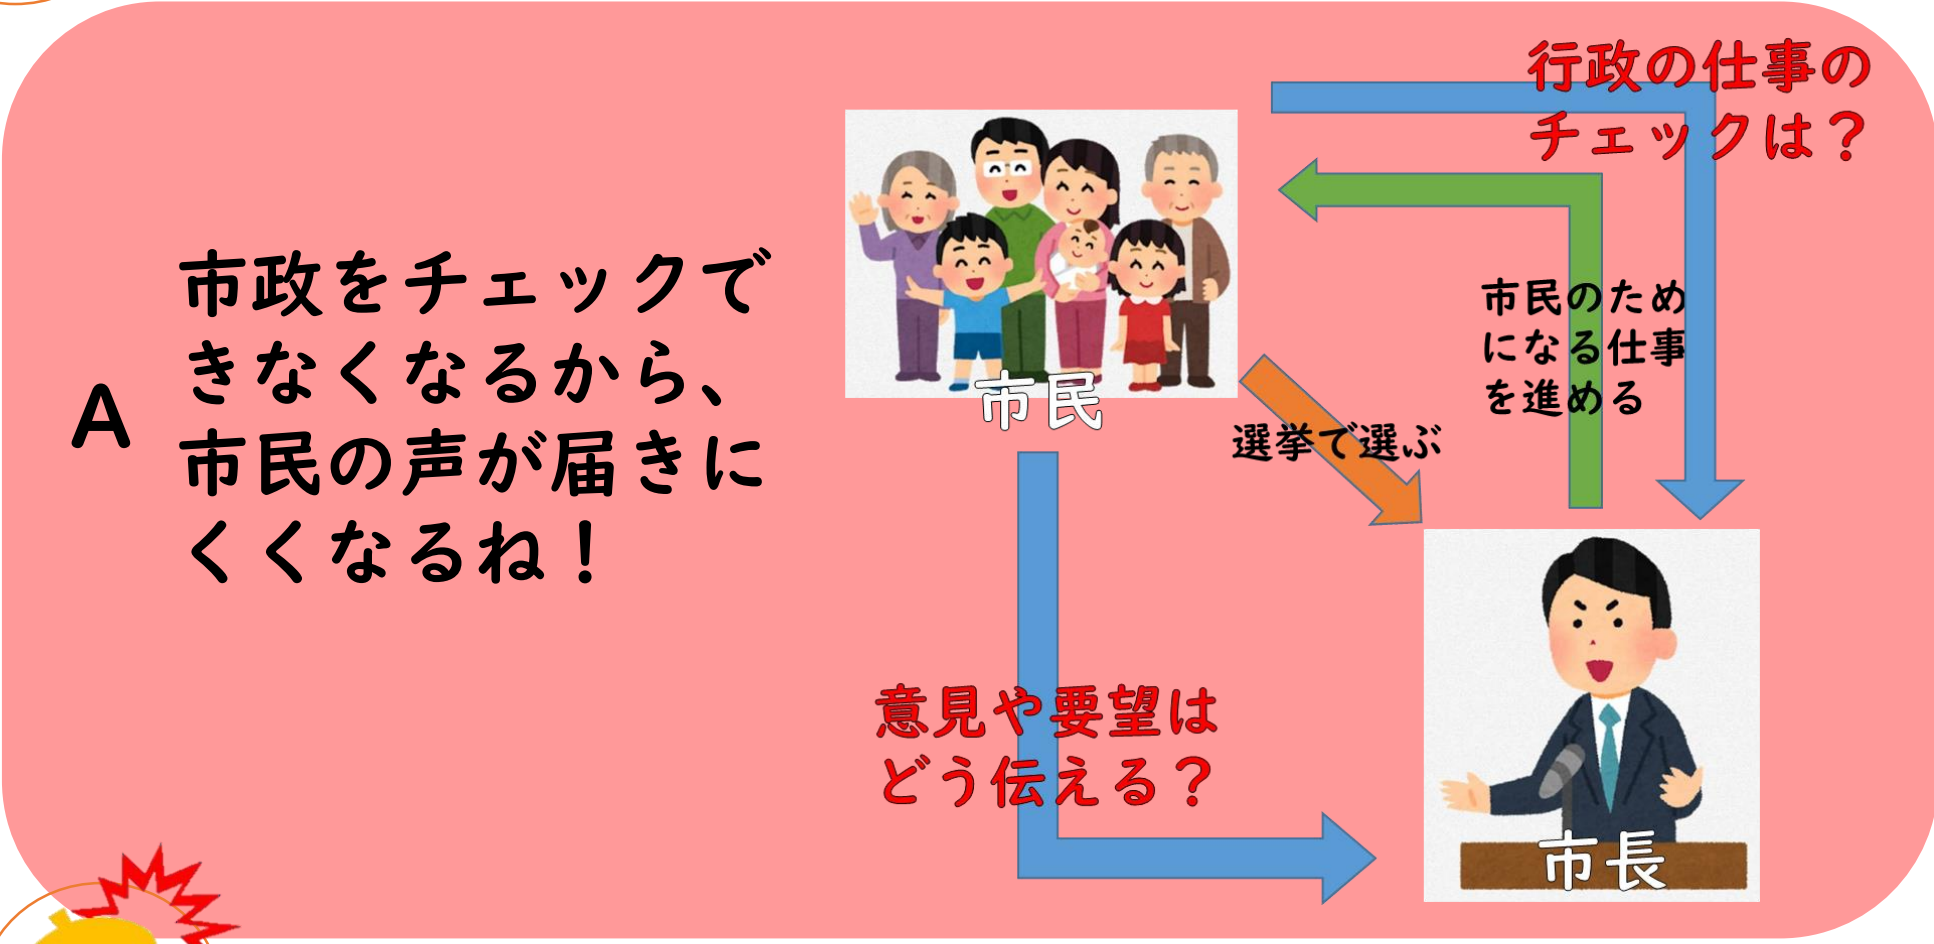 A
市政をチェックで
きなくなるから、
市民の声が届きに
くくなるね！
行政の仕事の
チェックは？
市民のため
になる仕事
を進める
市民
選挙で選ぶ
意見や要望は
どう伝える？
市長